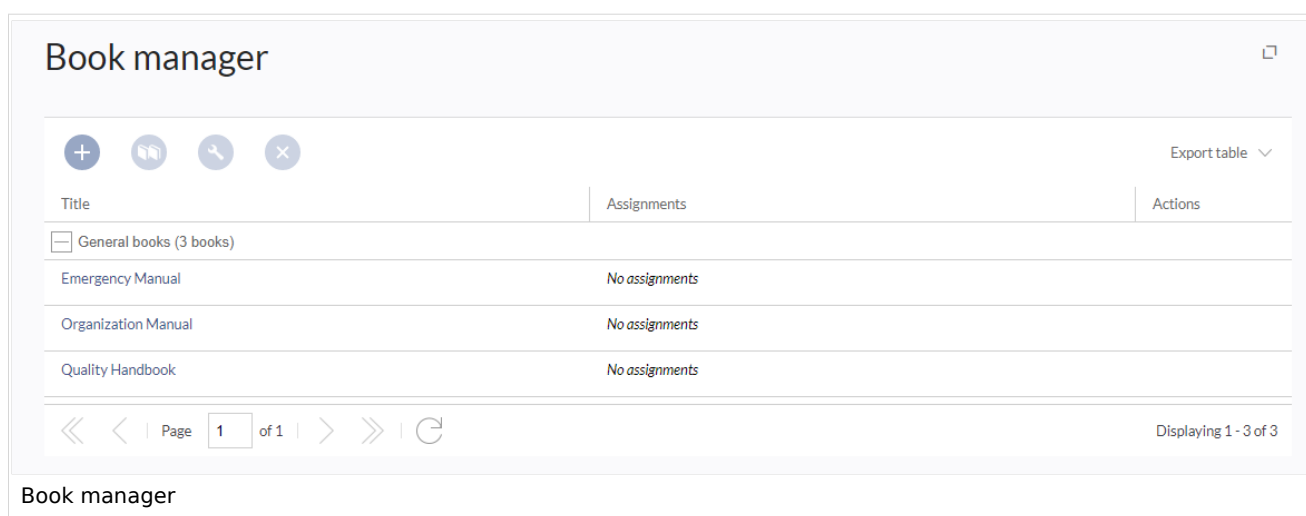 Book manager
Export table
Title Assignments Actions
General books (3 books)
Emergency Manual No assignments
Organization Manual No assignments
Quality Handbook No assignments
Page 1 of 1 Displaying 1 - 3 of 3
Book manager